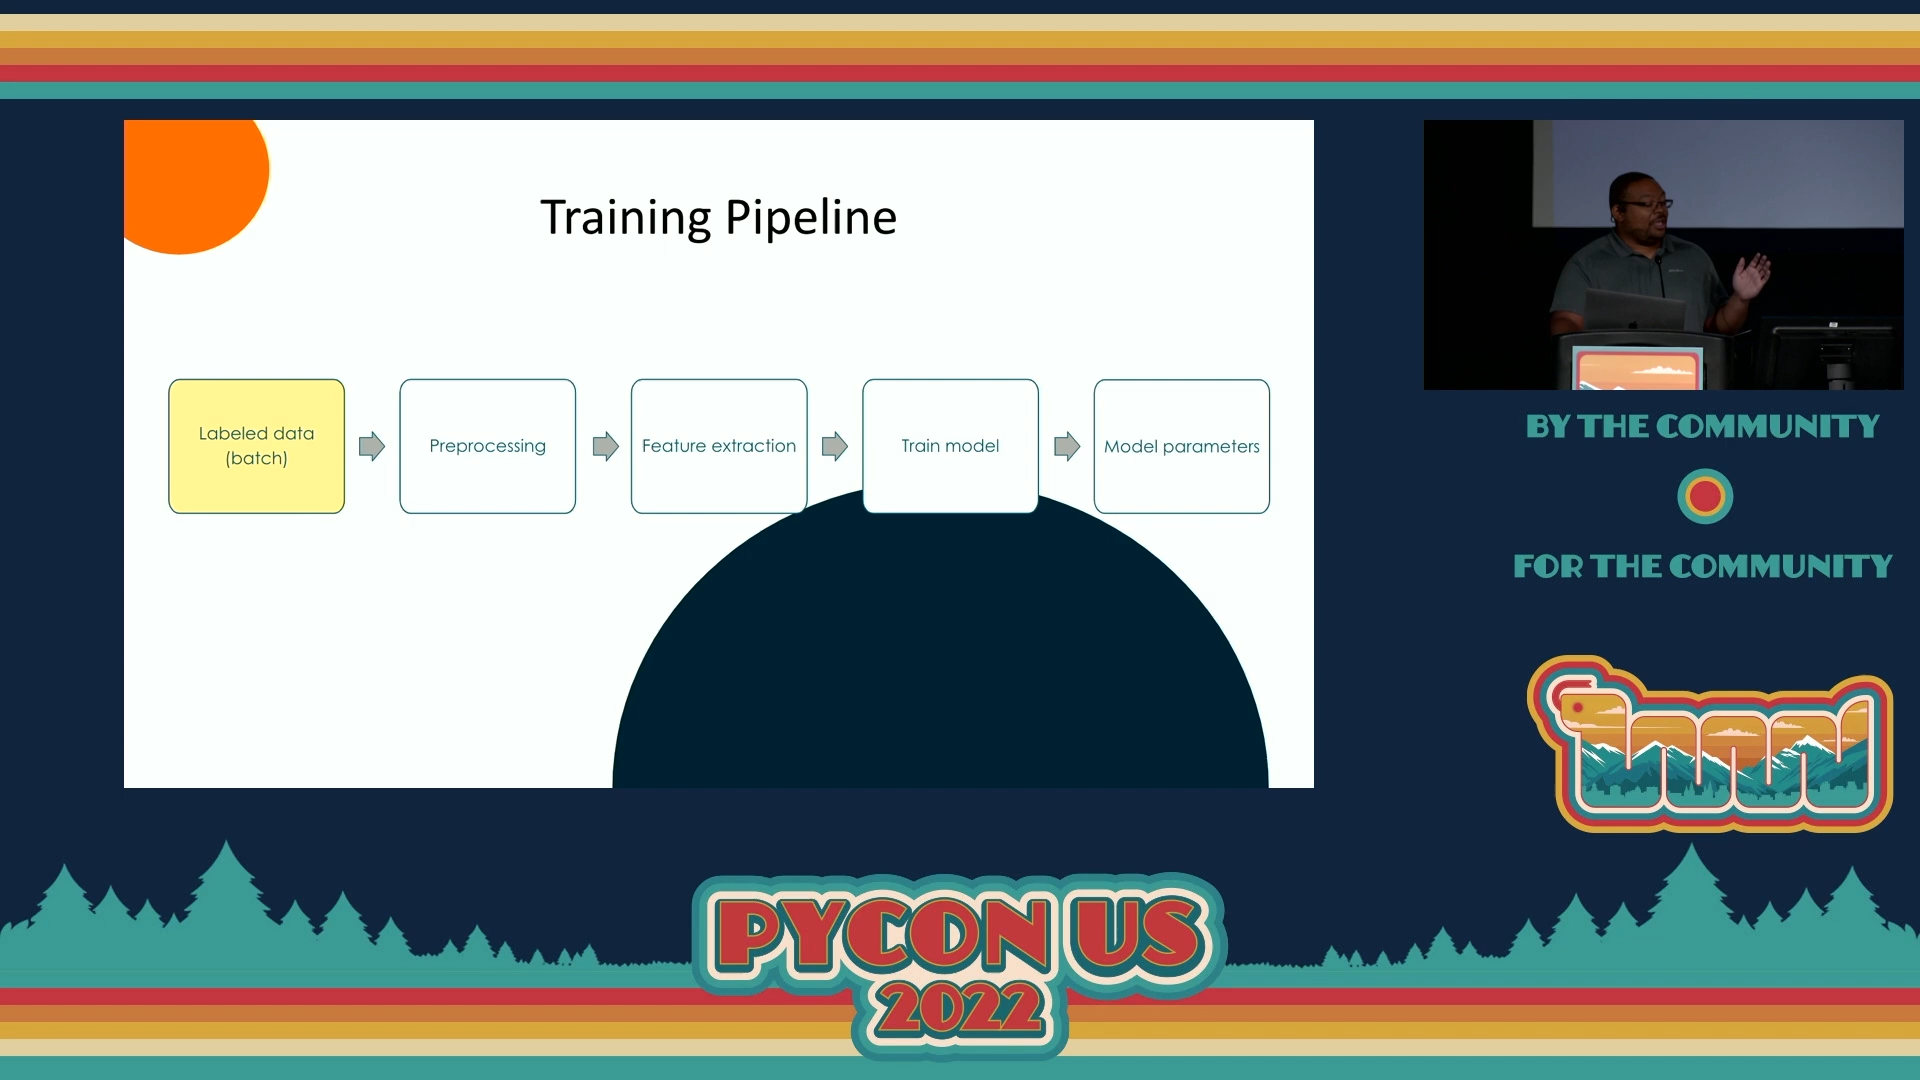 Training Pipeline
Labeled data
(batch)
Preprocessing
Feature extraction
Train model
Model parameters
BY THE COMMUNITY
FOR THE COMMUNITY
PYCON US
2022